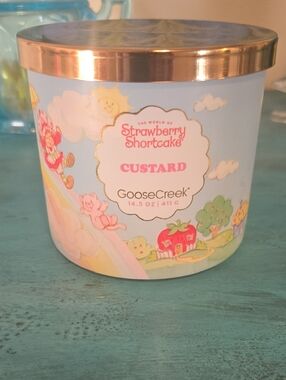 THE WORLD OF
Strawberry
Shortcake
CUSTARD
GOOSECREEK
14.5 OZ | 411 G